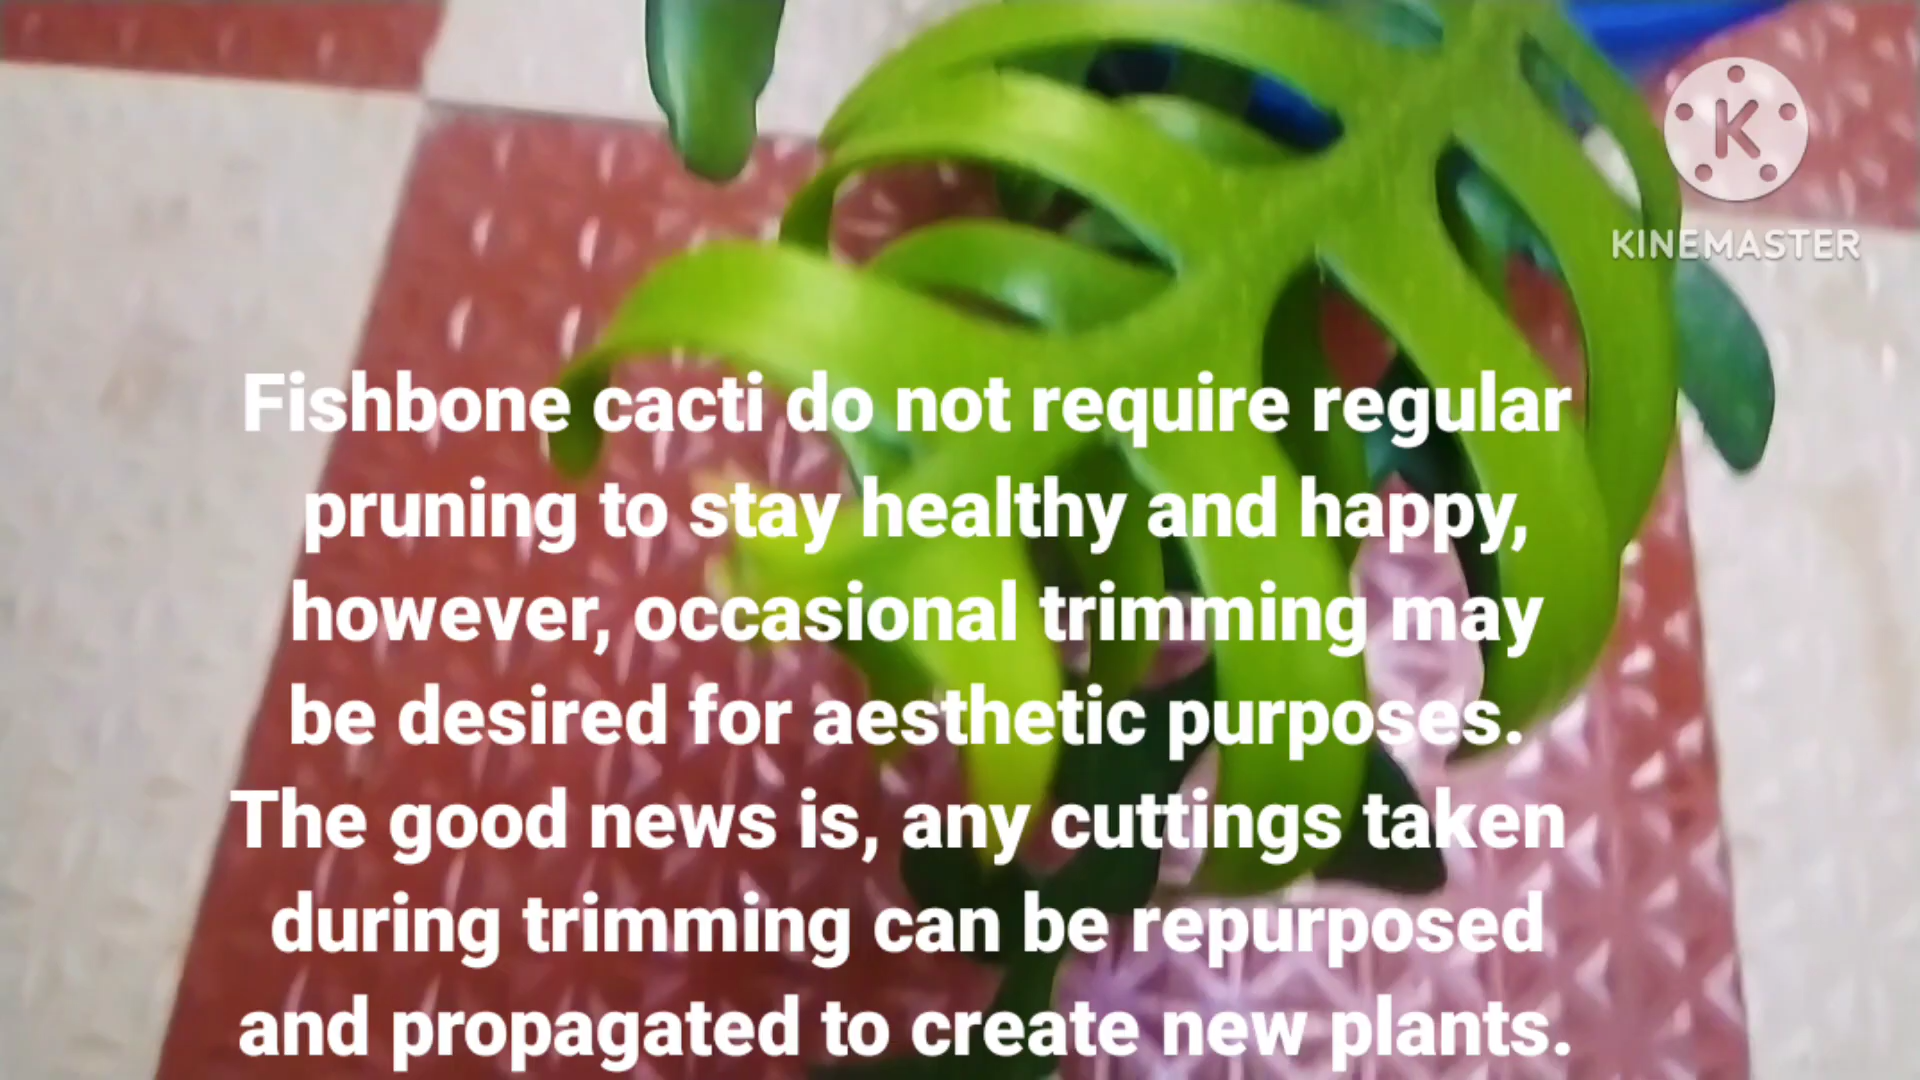 K
KINEMASTER
Fishbone cacti do not require regular
pruning to stay healthy and happy,
however, occasional trimming may
be desired for aesthetic purposes.
The good news is, any cuttings taken
during trimming can be repurposed
and propagated to create new plants.